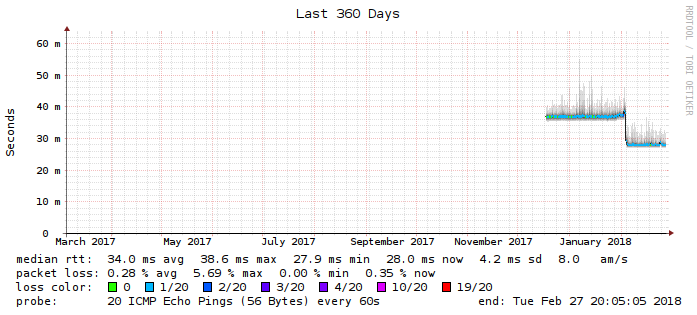 Last 360 Days
RRDTOOL / TOBI OETIKER
Seconds
60 m
50 m
40 m
30 m
20 m
10 m
0
March 2017 May 2017 July 2017 September 2017 November 2017 January 2018
median rtt: 34.0 ms avg 38.6 ms max 27.9 ms min 28.0 ms now 4.2 ms sd 8.0 am/s
packet loss: 0.28 % avg 5.69 % max 0.00 % min 0.35 % now
loss color: 0 1/20 2/20 3/20 4/20 10/20 19/20
probe: 20 ICMP Echo Pings (56 Bytes) every 60s end: Tue Feb 27 20:05:05 2018